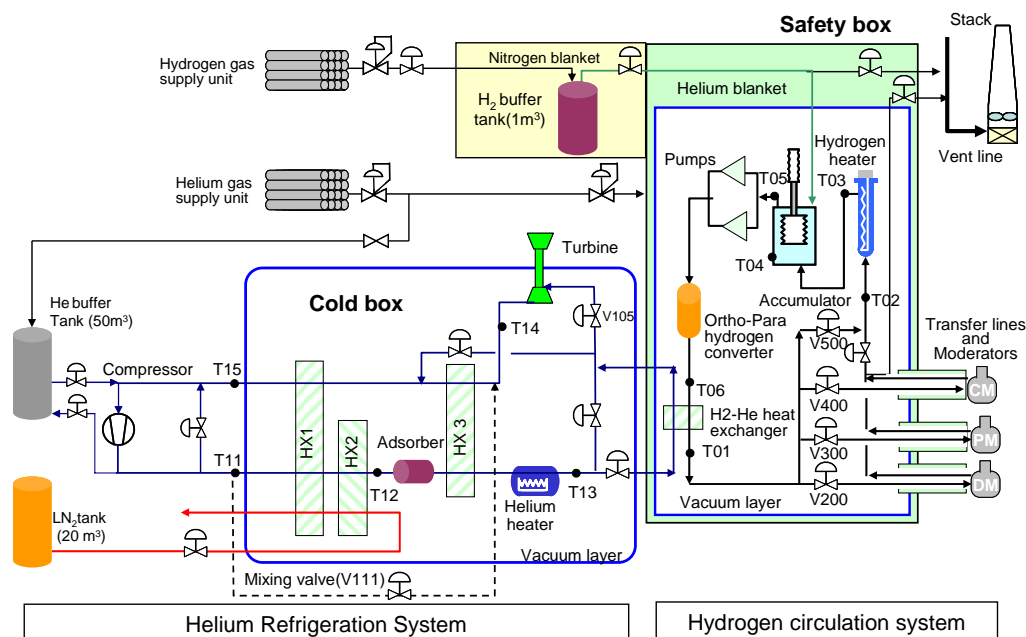 Safety box
Stack
Hydrogen gas
supply unit
Nitrogen blanket
H2 buffer
tank(1m³)
Helium blanket
Vent line
Hydrogen
heater
Pumps
T05
T03
Helium gas
supply unit
T04
Turbine
Accumulator
T02
He buffer
Tank (50m³)
Cold box
V105
T14
Ortho-Para
hydrogen
converter
V500
Transfer lines
and
Moderators
Compressor
T15
T06
V400
CM
H2-He heat
exchanger
HX1
HX2
Adsorber
HX 3
T11
T12
T13
T01
V300
PM
V200
DM
LN2tank
(20 m³)
Helium
heater
Vacuum layer
Vacuum layer
Mixing valve(V111)
Helium Refrigeration System
Hydrogen circulation system